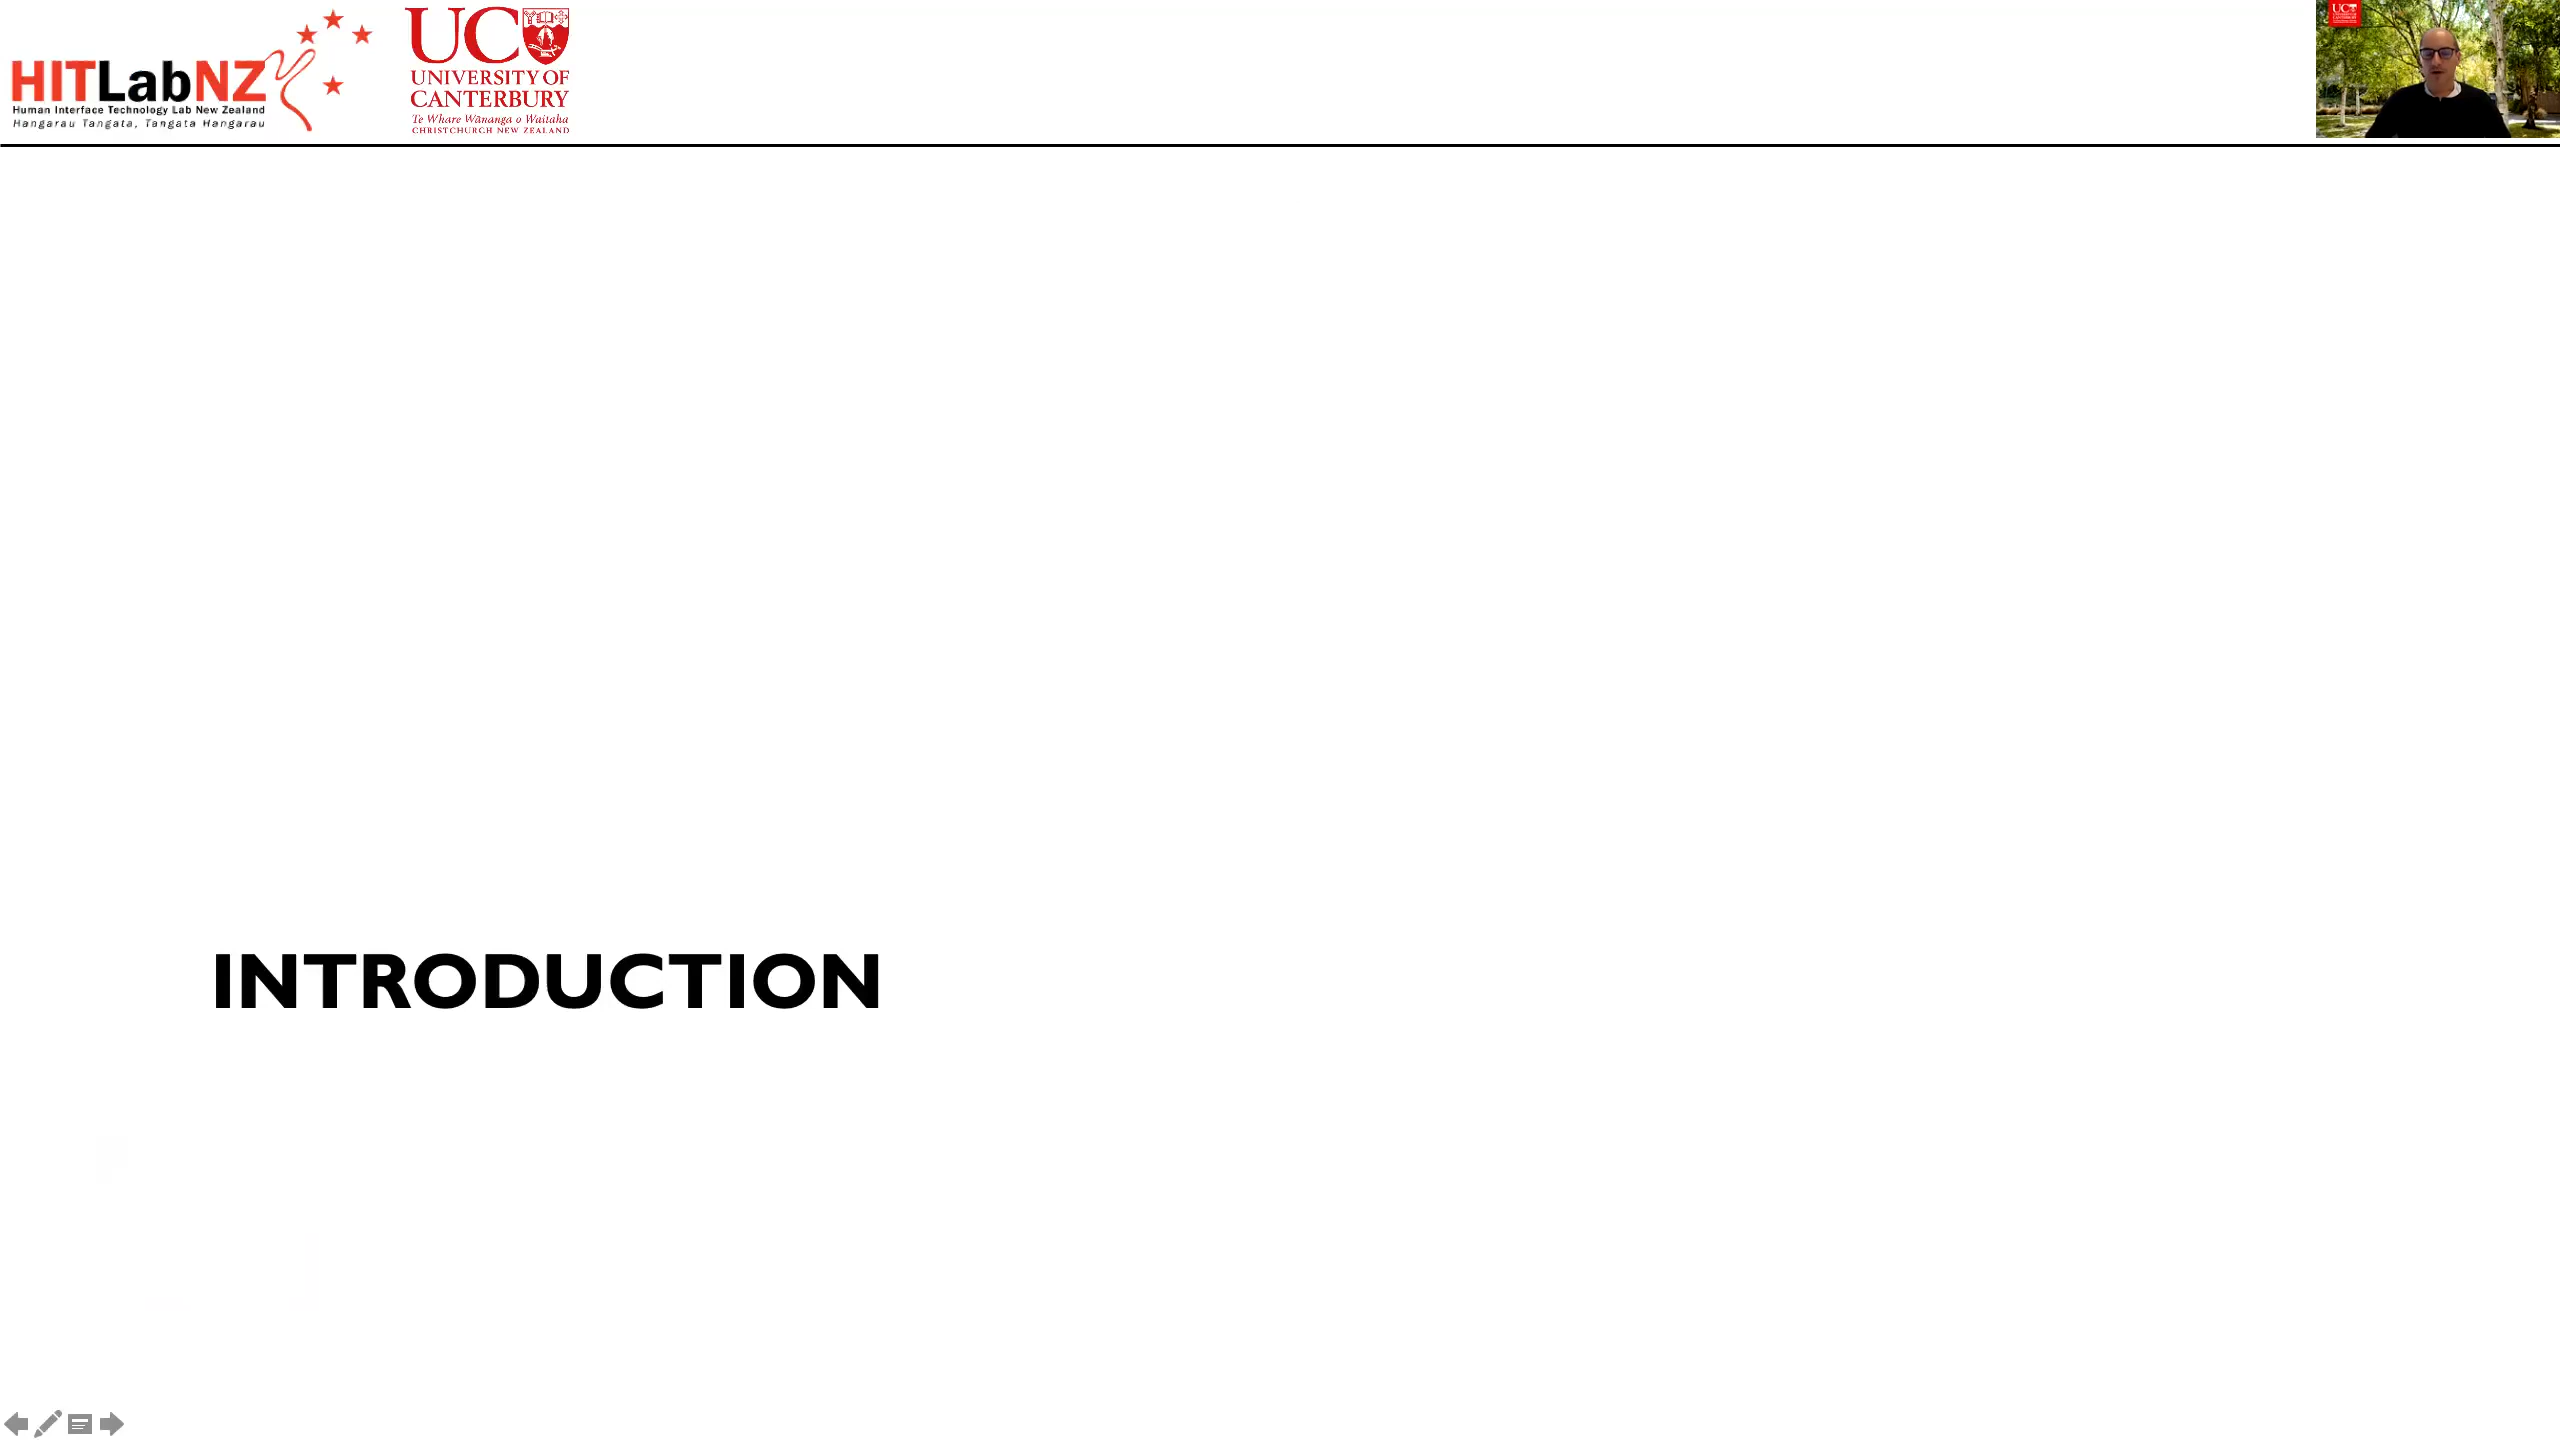 HITLabNZ
Human Interface Technology Lab New Zealand
Hangarau Tangata, Tangata Hangarau
UC
UNIVERSITY OF
CANTERBURY
Te Whare Wānanga o Waitaha
CHRISTCHURCH NEW ZEALAND
UC
INTRODUCTION